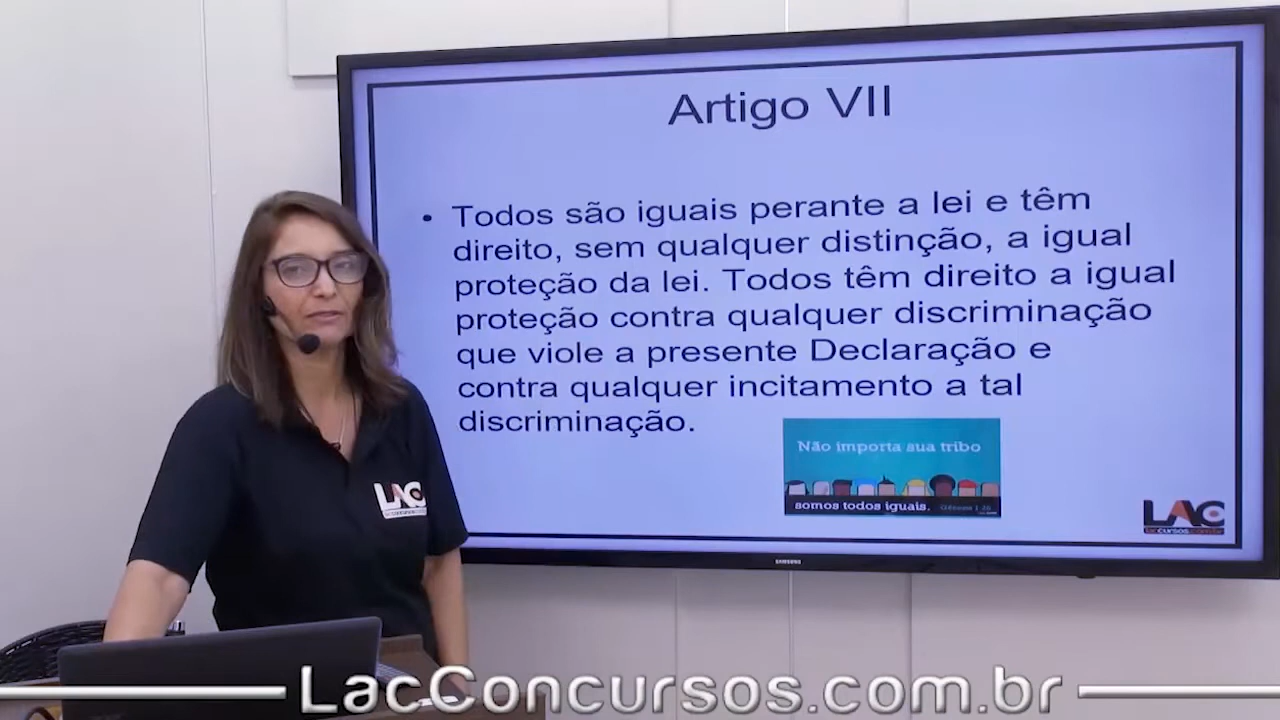 Artigo VII
• Todos são iguais perante a lei e têm
direito, sem qualquer distinção, a igual
proteção da lei. Todos têm direito a igual
proteção contra qualquer discriminação
que viole a presente Declaração e
contra qualquer incitamento a tal
discriminação.
Não importa sua tribo
somos todos iguais.
LAC
LAC
SAMSUNG
LacConcursos.com.br